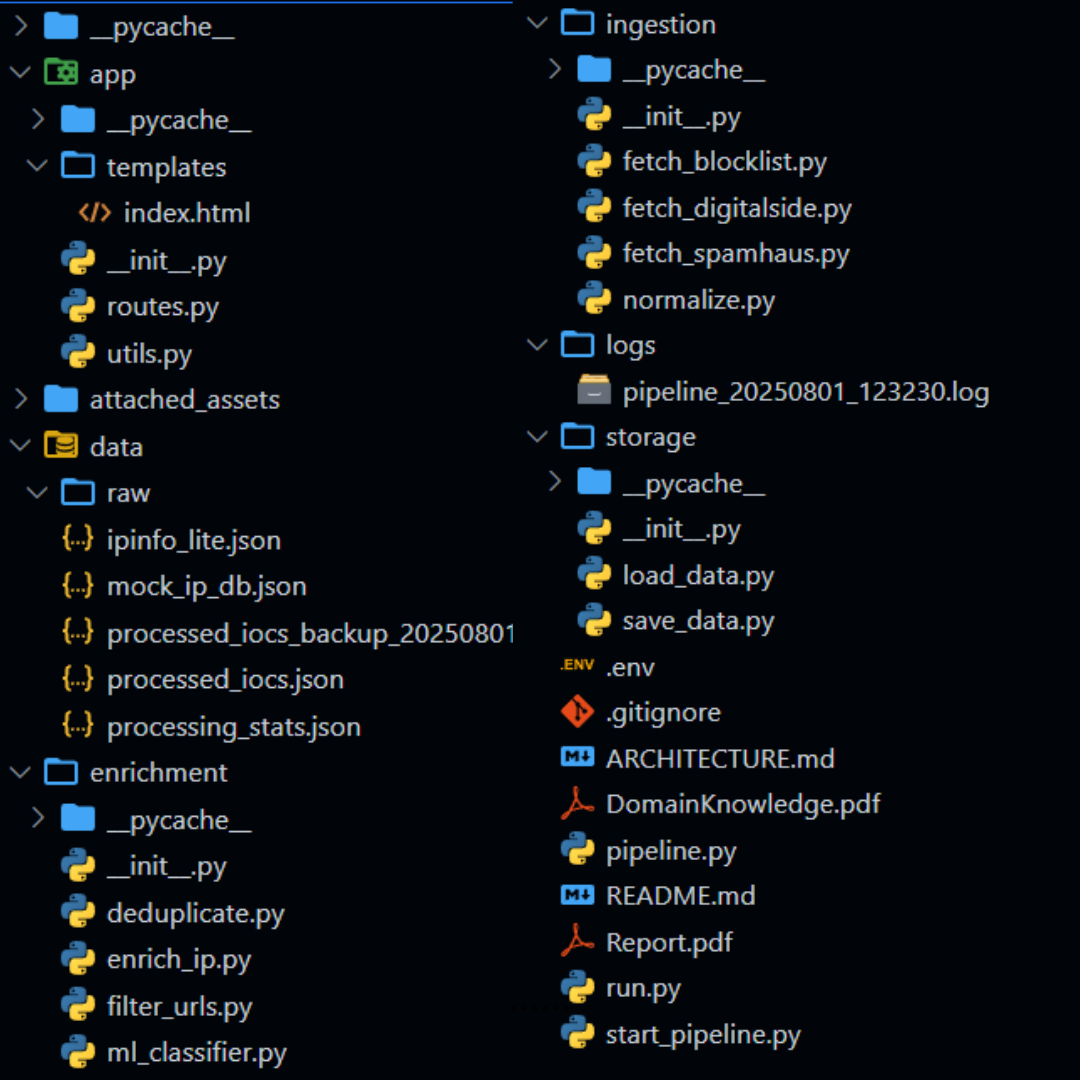 __pycache__
app
__pycache__
templates
</> index.html
__init__.py
routes.py
utils.py
attached_assets
data
raw
{...} ipinfo_lite.json
{...} mock_ip_db.json
{...} processed_iocs_backup_20250801
{...} processed_iocs.json
{...} processing_stats.json
enrichment
__pycache__
__init__.py
deduplicate.py
enrich_ip.py
filter_urls.py
ml_classifier.py
ingestion
__pycache__
__init__.py
fetch_blocklist.py
fetch_digitalside.py
fetch_spamhaus.py
normalize.py
logs
pipeline_20250801_123230.log
storage
__pycache__
__init__.py
load_data.py
save_data.py
.ENV .env
.gitignore
M↓ ARCHITECTURE.md
DomainKnowledge.pdf
pipeline.py
M↓ README.md
Report.pdf
run.py
start_pipeline.py